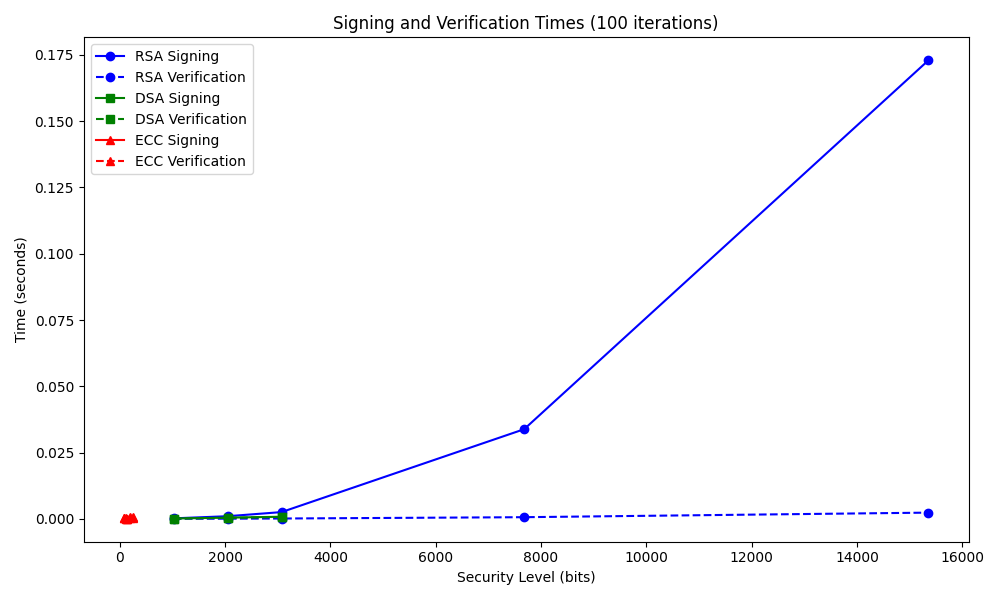 Signing and Verification Times (100 iterations)
RSA Signing
RSA Verification
DSA Signing
DSA Verification
ECC Signing
ECC Verification
0.175
0.150
0.125
0.100
0.075
0.050
0.025
0.000
Time (seconds)
0 2000 4000 6000 8000 10000 12000 14000 16000
Security Level (bits)